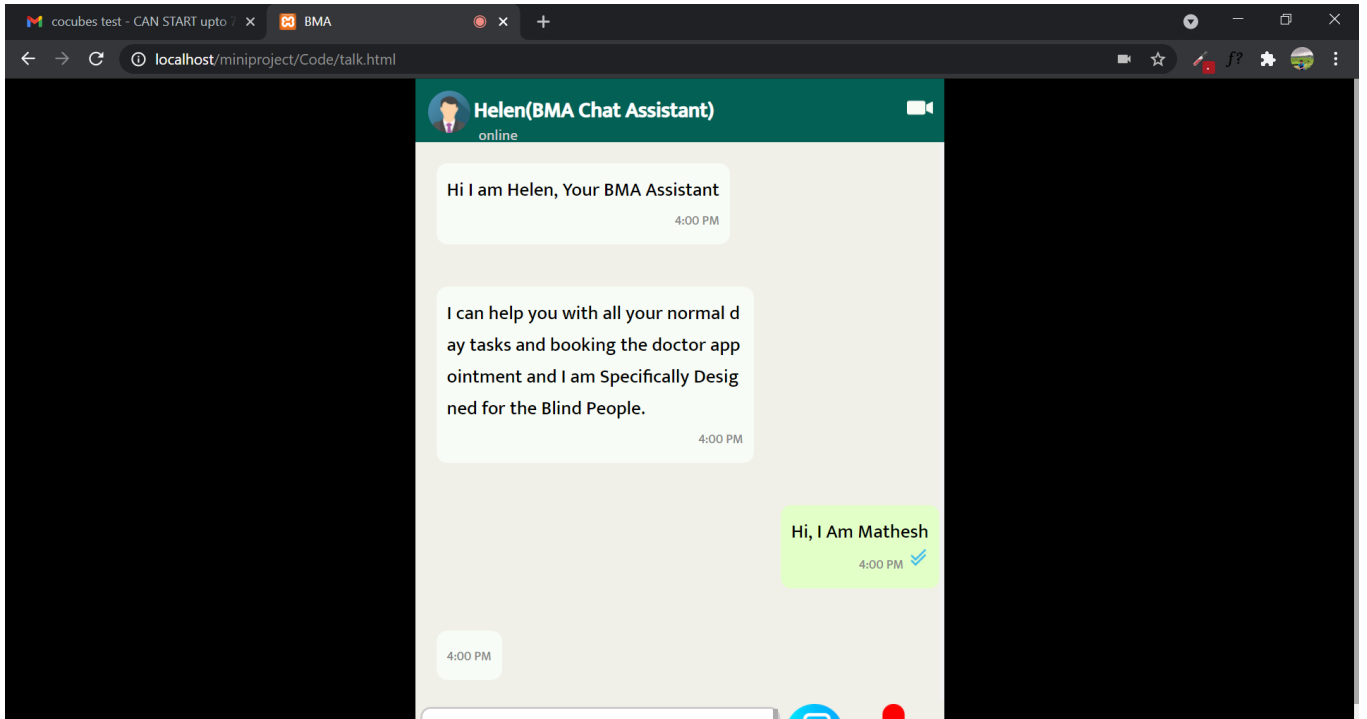 cocubes test - CAN START upto 7
BMA
localhost/miniproject/Code/talk.html
f?
Helen(BMA Chat Assistant)
online
Hi I am Helen, Your BMA Assistant
4:00 PM
I can help you with all your normal d
ay tasks and booking the doctor app
ointment and I am Specifically Desig
ned for the Blind People.
4:00 PM
Hi, I Am Mathesh
4:00 PM
4:00 PM